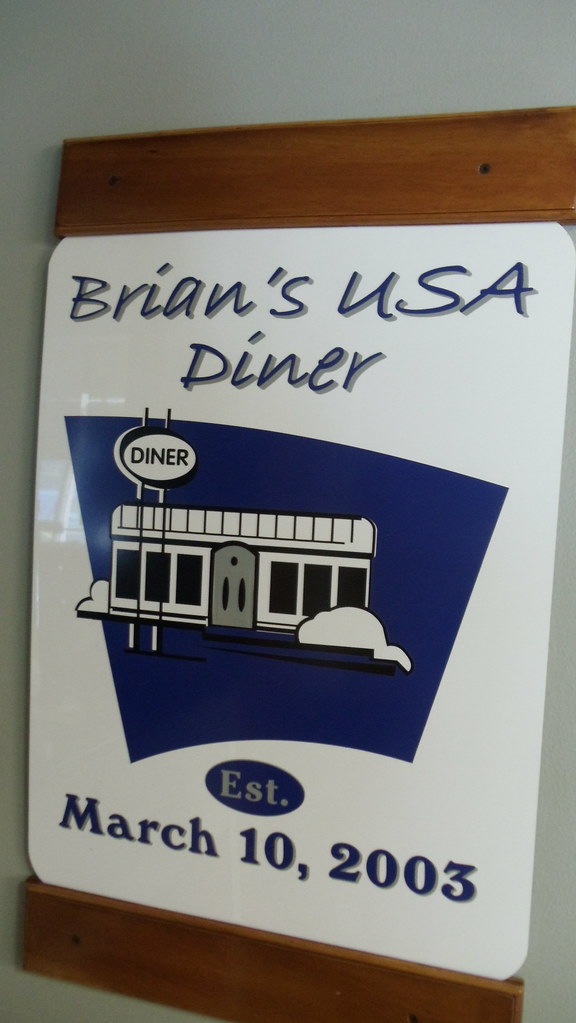 Brian's USA
Diner
DINER
Est.
March 10, 2003